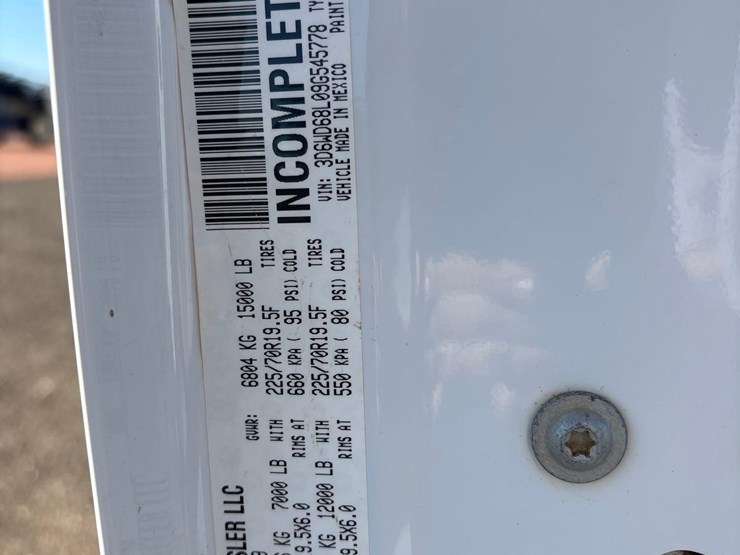 SLER LLC
GVWR: 6804 KG 15000 LB
KG 7000 LB WITH 225/70R19.5F TIRES
9.5X6.0 RIMS AT 660 KPA ( 95 PSI) COLD
KG 12000 LB WITH 225/70R19.5F TIRES
9.5X6.0 RIMS AT 550 KPA ( 80 PSI) COLD
INCOMPLET
VIN: 3D6WD68L09G545778 TY
VEHICLE MADE IN MEXICO PAINT